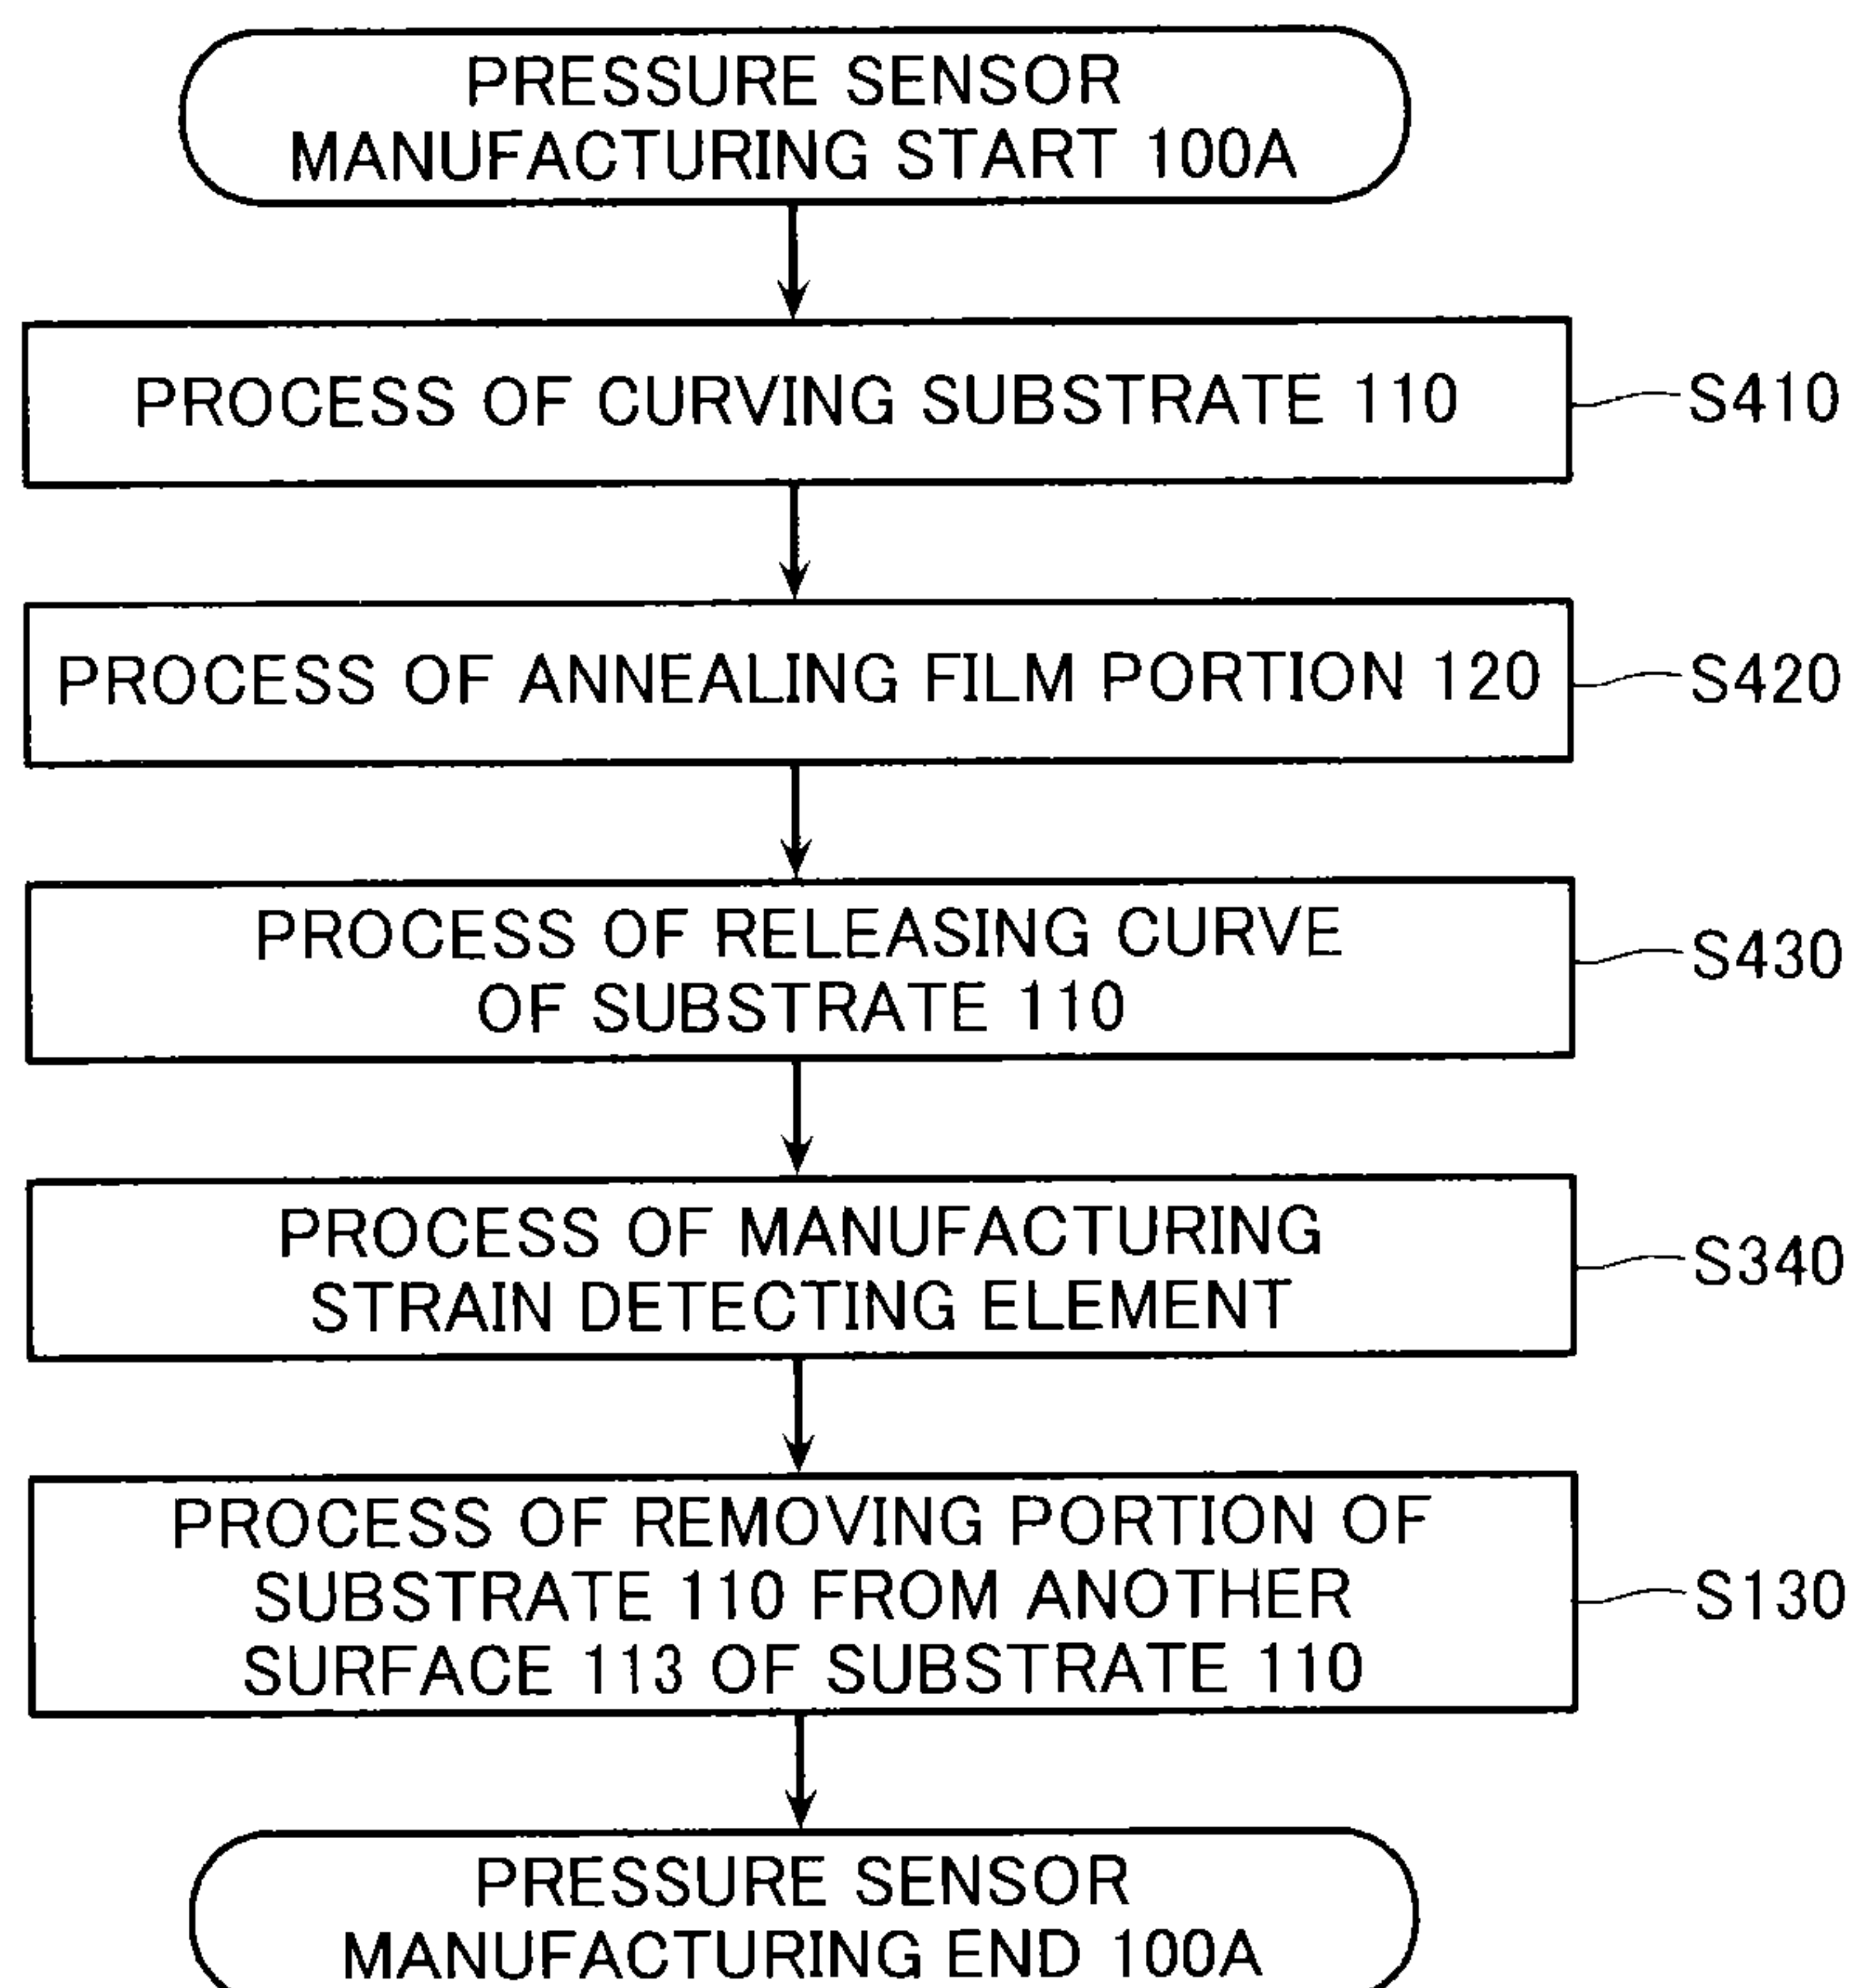 PRESSURE SENSOR
MANUFACTURING START 100A
PROCESS OF CURVING SUBSTRATE 110
S410
PROCESS OF ANNEALING FILM PORTION 120
S420
PROCESS OF RELEASING CURVE
OF SUBSTRATE 110
S430
PROCESS OF MANUFACTURING
STRAIN DETECTING ELEMENT
S340
PROCESS OF REMOVING PORTION OF
SUBSTRATE 110 FROM ANOTHER
SURFACE 113 OF SUBSTRATE 110
S130
PRESSURE SENSOR
MANUFACTURING END 100A